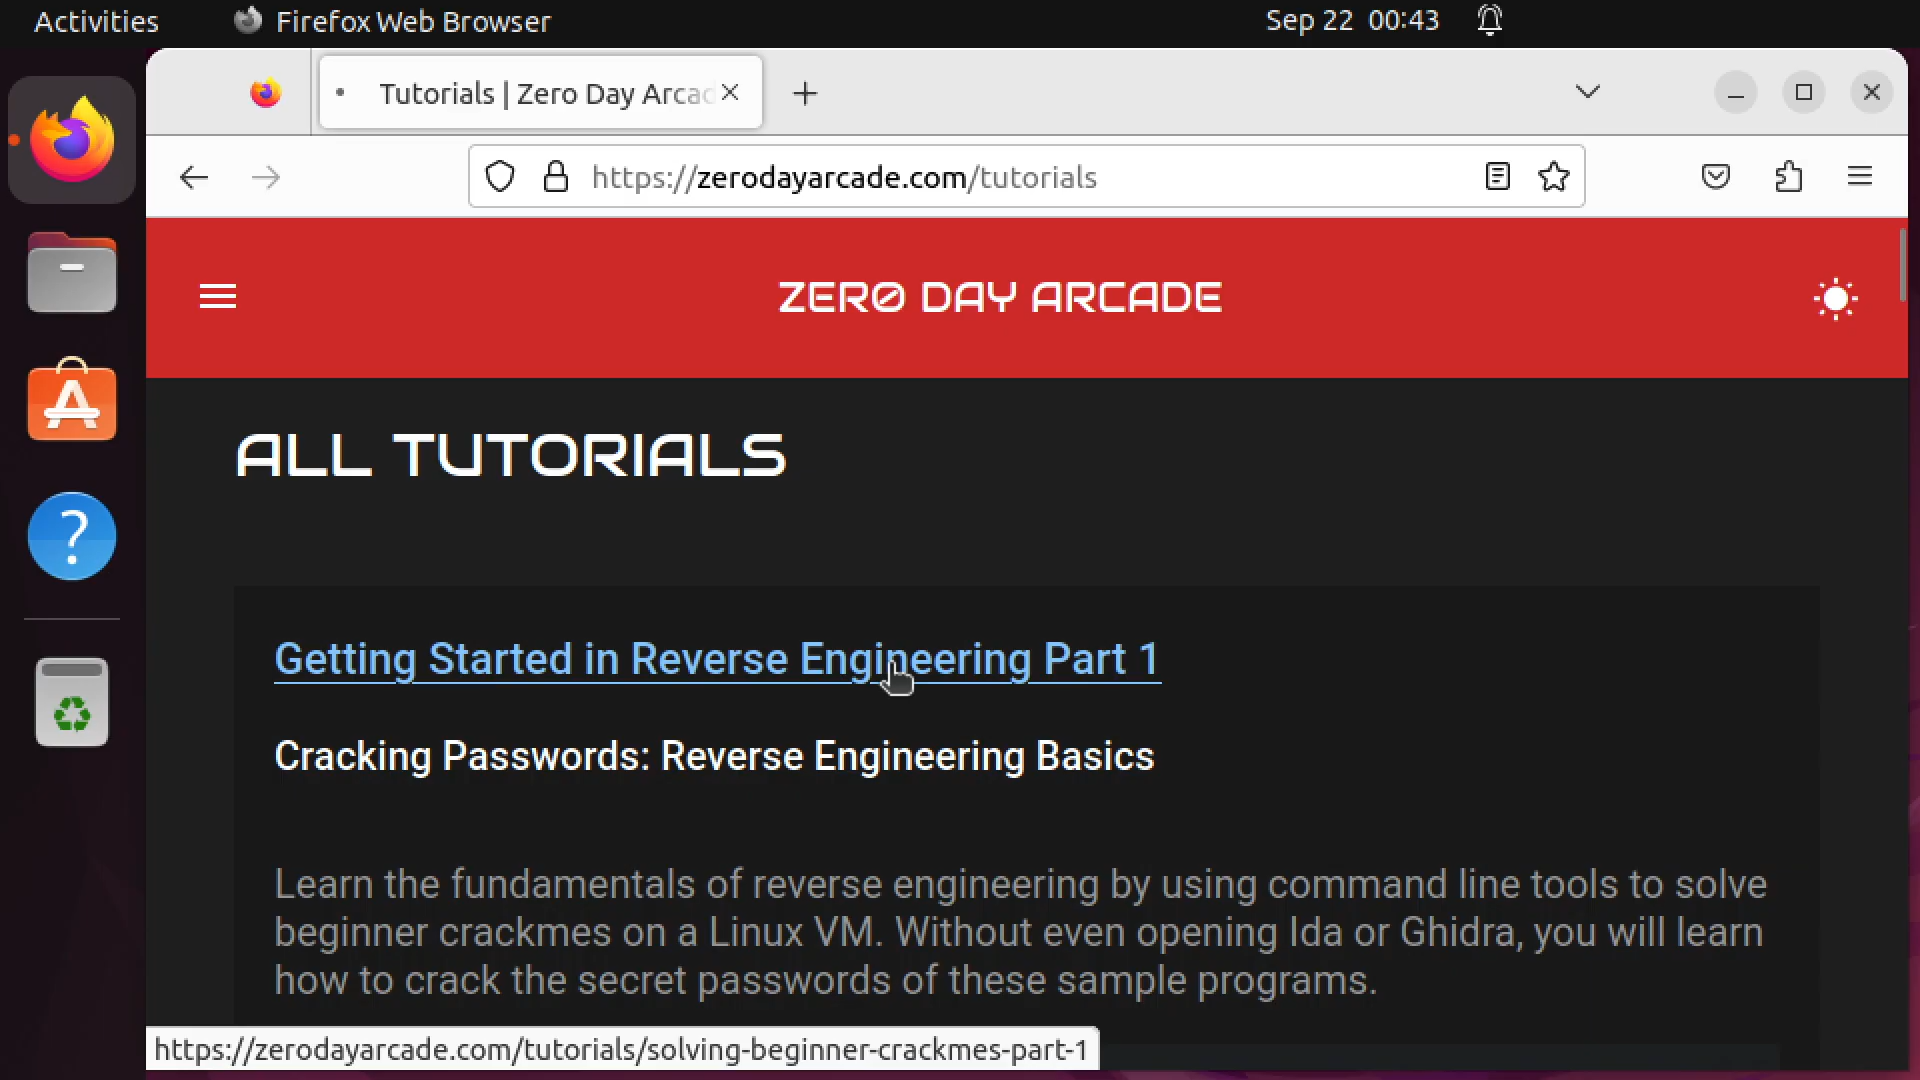 Activities
Firefox Web Browser
Sep 22 00:43
Tutorials | Zero Day Arcad
https://zerodayarcade.com/tutorials
ZERO DAY ARCADE
ALL TUTORIALS
Getting Started in Reverse Engineering Part 1
Cracking Passwords: Reverse Engineering Basics
Learn the fundamentals of reverse engineering by using command line tools to solve
beginner crackmes on a Linux VM. Without even opening Ida or Ghidra, you will learn
how to crack the secret passwords of these sample programs.
https://zerodayarcade.com/tutorials/solving-beginner-crackmes-part-1